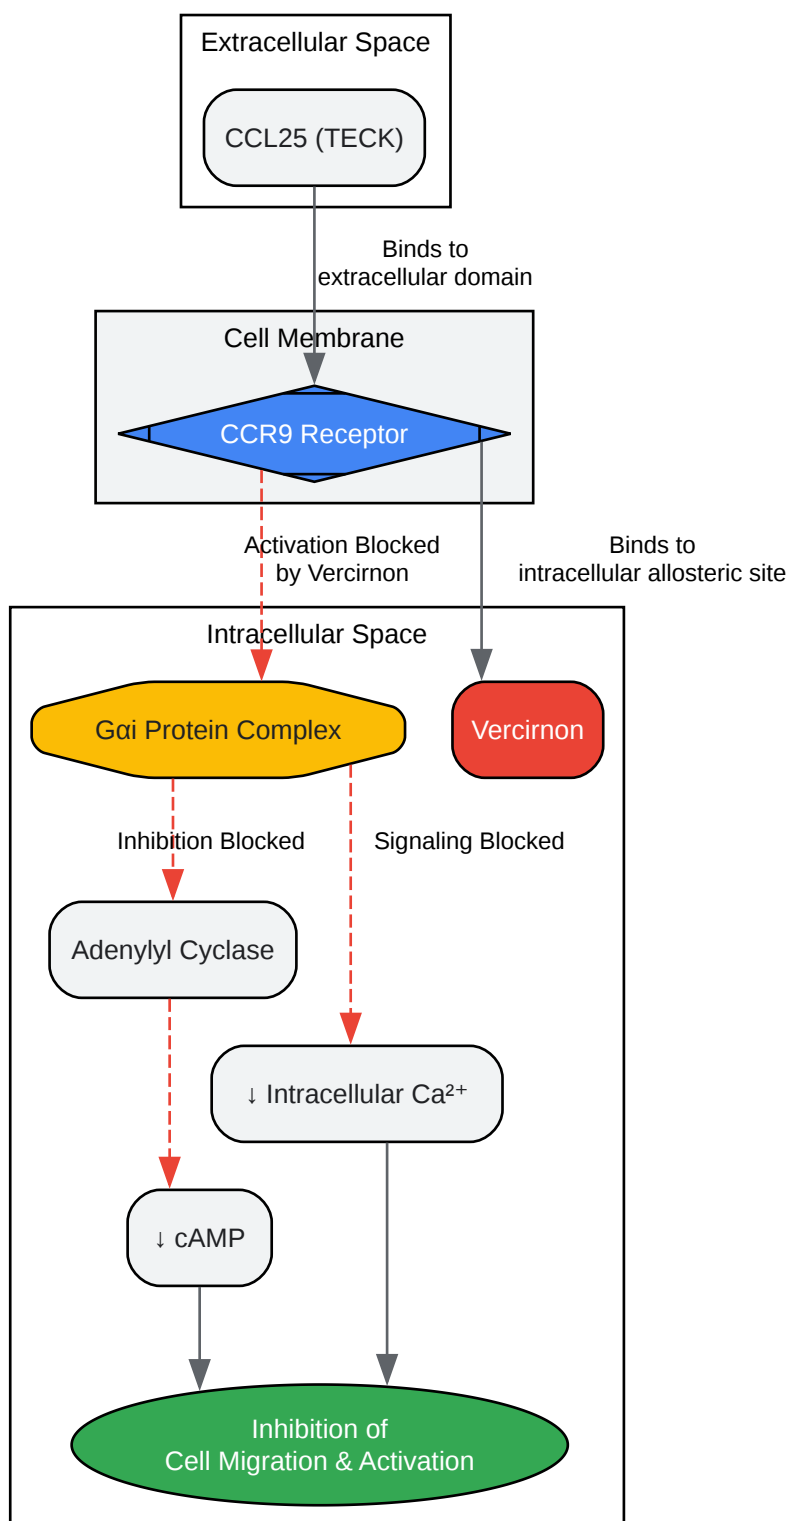 Extracellular Space
CCL25 (TECK)
Binds to
extracellular domain
Cell Membrane
CCR9 Receptor
Activation Blocked
by Vercirnon
Binds to
intracellular allosteric site
Intracellular Space
Gαi Protein Complex
Vercirnon
Inhibition Blocked
Signaling Blocked
Adenylyl Cyclase
↓ Intracellular Ca²⁺
↓ cAMP
Inhibition of
Cell Migration & Activation